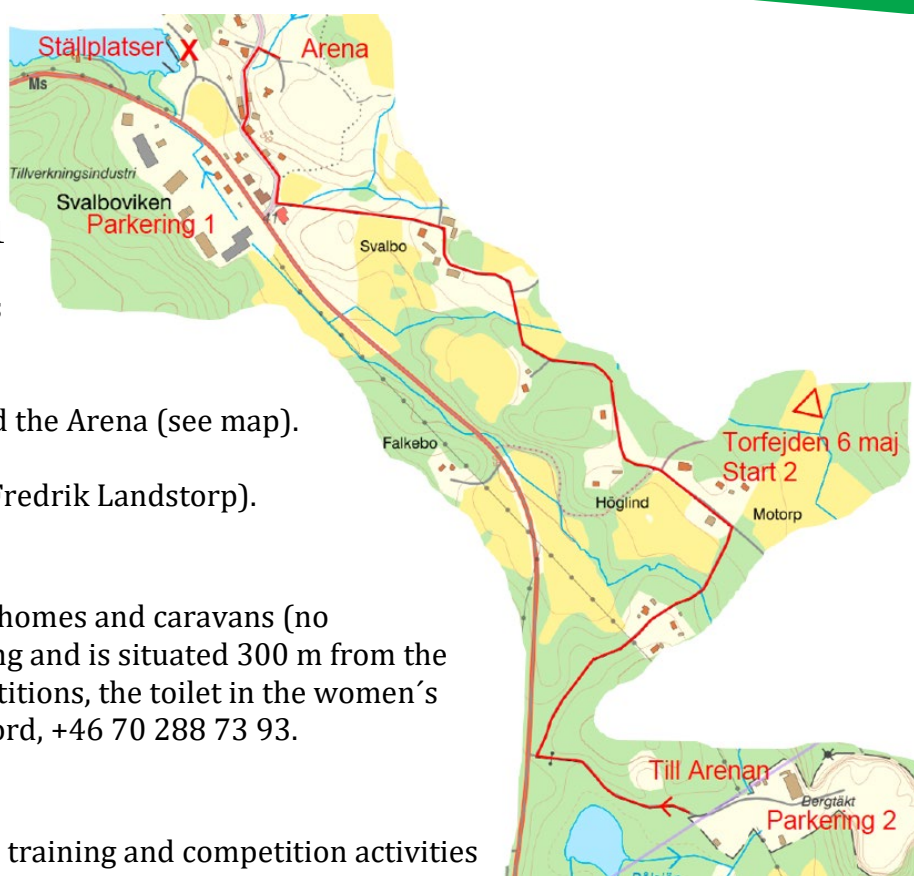 Ställplatser X
Arena
Ms
Tillverkningsindustri
Svalboviken
Parkering 1
Svalbo
d the Arena (see map).
Falkebo
Torfejden 6 maj
Start 2
Fredrik Landstorp).
Höglind
Motorp
homes and caravans (no
ng and is situated 300 m from the
titions, the toilet in the women´s
ord, +46 70 288 73 93.
Till Arenan
Bergtäkt
Parkering 2
training and competition activities